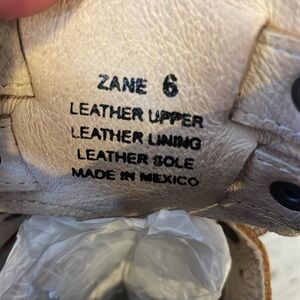 ZANE 6
LEATHER UPPER
LEATHER LINING
LEATHER SOLE
MADE IN MEXICO